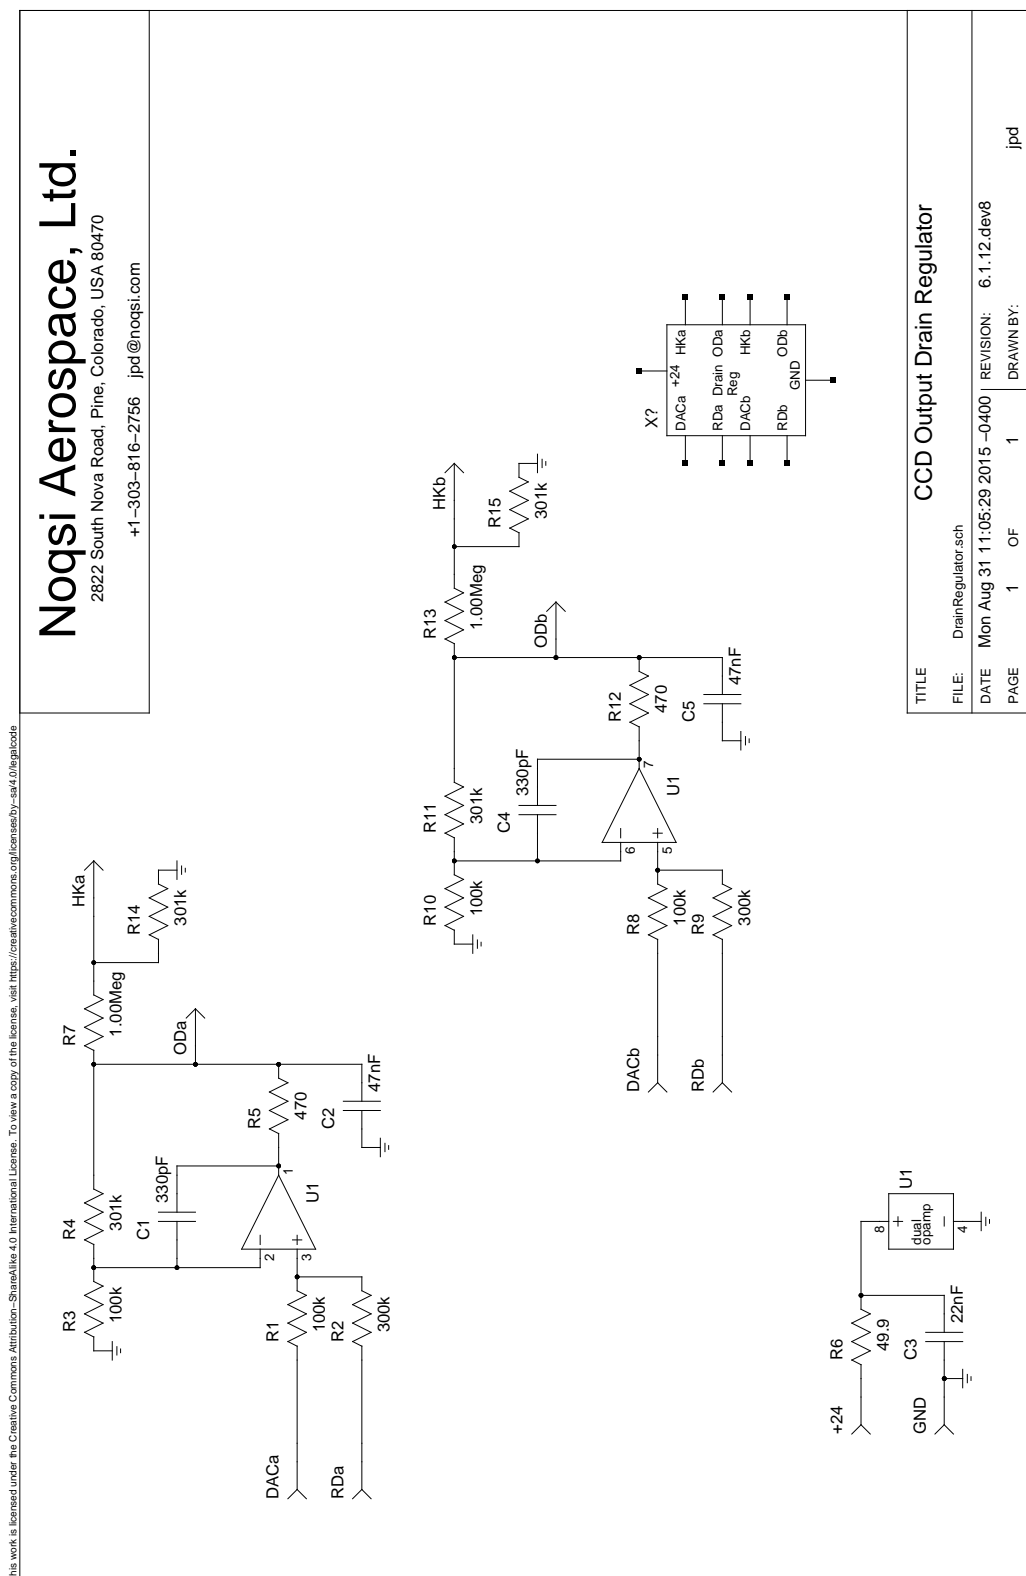 his work is licensed under the Creative Commons Attribution−ShareAlike 4.0 International License. To view a copy of the license, visit https://creativecommons.org/licenses/by−sa/4.0/legalcode
Noqsi Aerospace, Ltd.
2822 South Nova Road, Pine, Colorado, USA 80470
+1−303−816−2756 jpd@noqsi.com
R3
100k
R4
301k
R7
1.00Meg
HKa
R14
301k
C1
330pF
ODa
2
3
1
U1
R5
470
C2
47nF
DACa
R1
100k
RDa
R2
300k
R10
100k
R11
301k
R13
1.00Meg
HKb
R15
301k
C4
330pF
ODb
6
5
7
U1
R12
470
C5
47nF
DACb
R8
100k
RDb
R9
300k
X?
DACa +24 HKa
RDa Drain ODa
Reg
DACb HKb
RDb ODb
GND
+24
R6
49.9
GND
C3
22nF
8
+
dual
opamp
−
4
U1
TITLE
CCD Output Drain Regulator
FILE: DrainRegulator.sch
DATE Mon Aug 31 11:05:29 2015 −0400 REVISION: 6.1.12.dev8
PAGE 1 OF 1 DRAWN BY: jpd